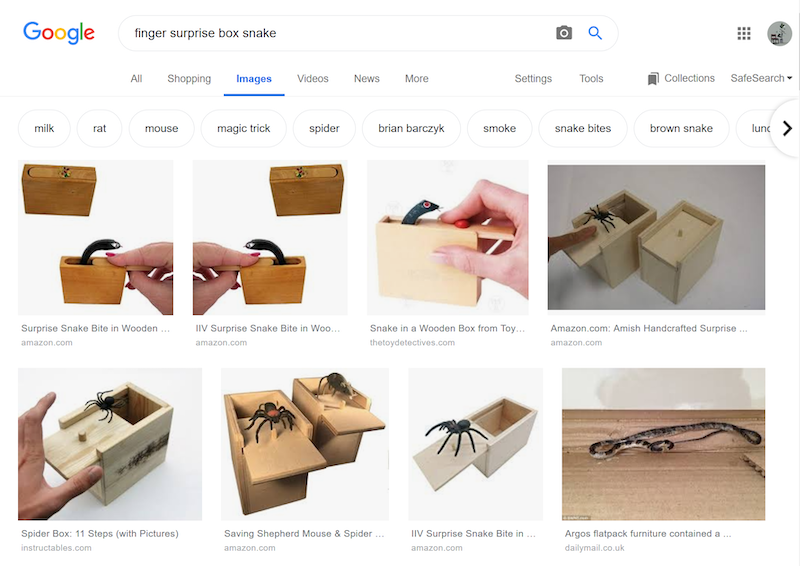 Google
finger surprise box snake
All Shopping Images Videos News More Settings Tools Collections SafeSearch
milk rat mouse magic trick spider brian barczyk smoke snake bites brown snake
Surprise Snake Bite in Wooden ...
amazon.com
IIV Surprise Snake Bite in Woo...
amazon.com
Snake in a Wooden Box from Toy...
thetoydetectives.com
Amazon.com: Amish Handcrafted Surprise ...
amazon.com
Spider Box: 11 Steps (with Pictures)
instructables.com
Saving Shepherd Mouse & Spider ...
amazon.com
IIV Surprise Snake Bite in ...
amazon.com
Argos flatpack furniture contained a ...
dailymail.co.uk